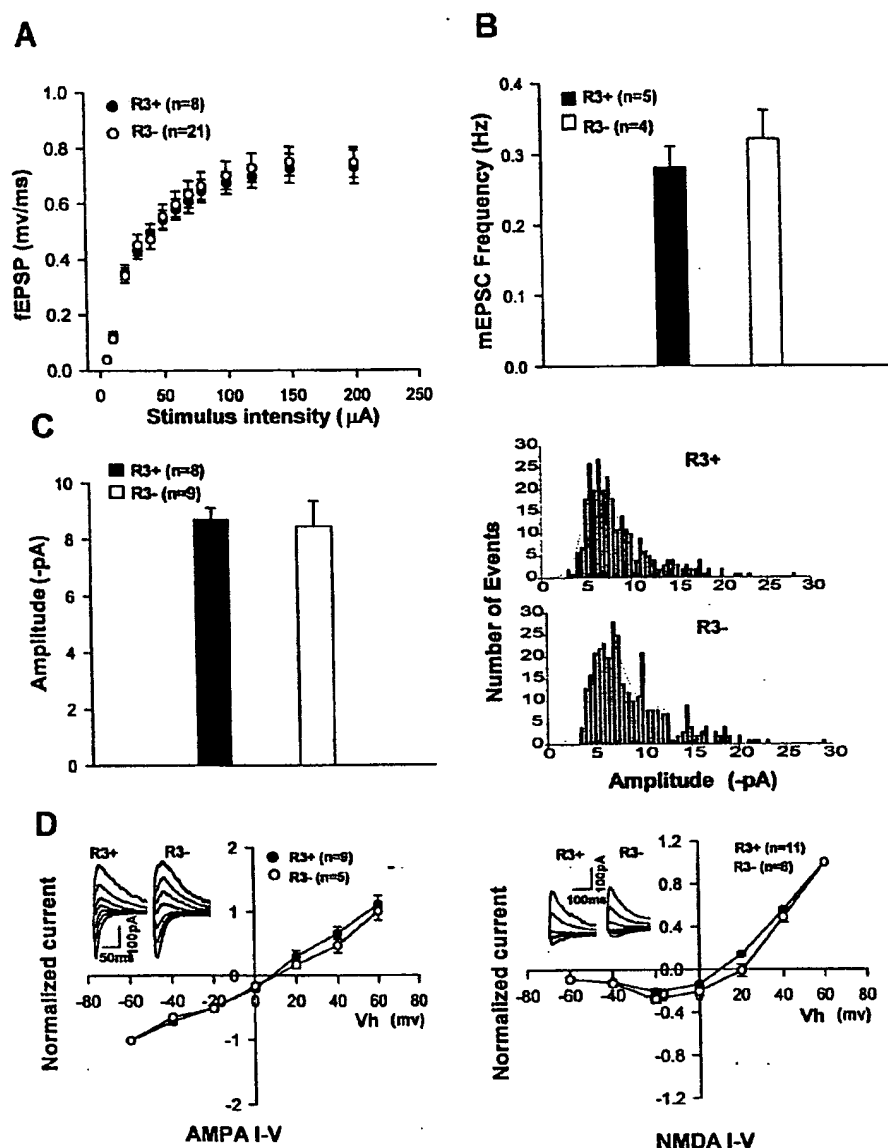 A
fEPSP (mv/ms)
1.0
0.8
0.6
0.4
0.2
0.0
R3+ (n=8)
R3- (n=21)
0 50 100 150 200 250
Stimulus intensity (μA)
B
mEPSC Frequency (Hz)
0.4
0.3
0.2
0.1
0.0
R3+ (n=5)
R3- (n=4)
C
Amplitude (-pA)
10
8
6
4
2
0
R3+ (n=8)
R3- (n=9)
Number of Events
30
25
20
15
10
5
0
R3+
0 5 10 15 20 25 30
30
25
20
15
10
5
0
R3-
0 5 10 15 20 25 30
Amplitude (-pA)
D
Normalized current
R3+ R3-
50ms
100pA
2
1
0
-1
-2
R3+ (n=9)
R3- (n=5)
-80 -60 -40 -20 0 20 40 60 80
Vh (mv)
AMPA I-V
Normalized current
R3+ R3-
100ms
100pA
1.2
0.8
0.4
0.0
-0.4
-0.8
-1.2
R3+ (n=11)
-80 -60 -40 -20 0 20 40 60 80
Vh (mv)
NMDA I-V